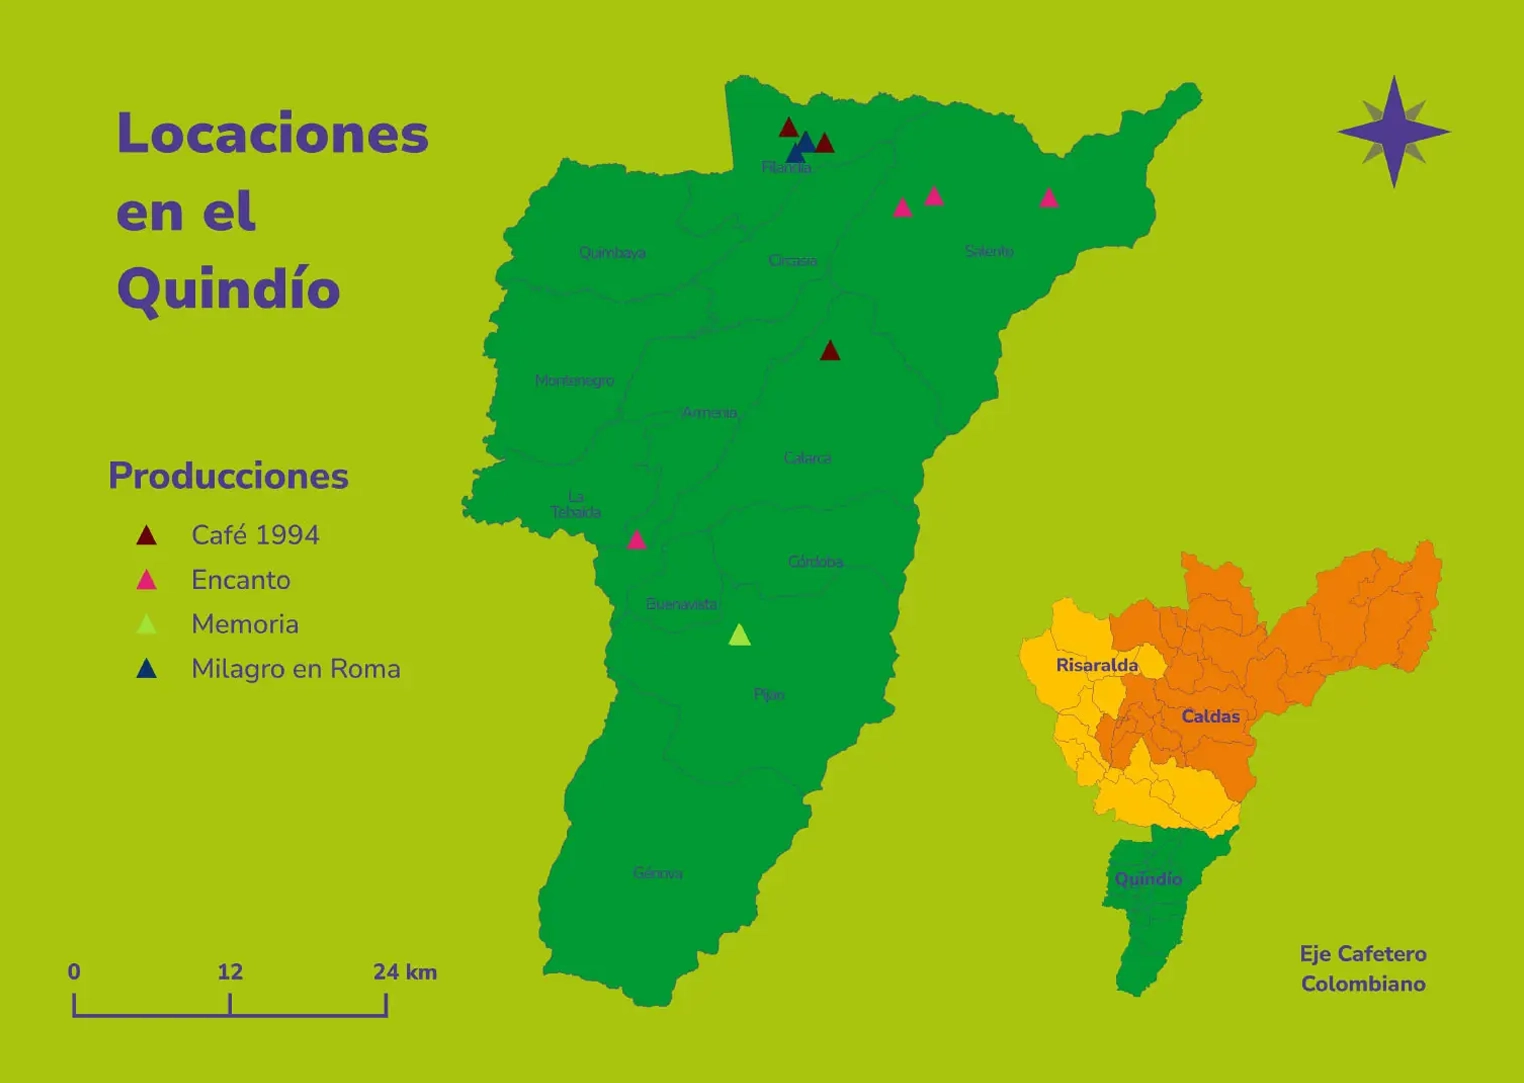 Locaciones
en el
Quindío
Producciones
Café 1994
Encanto
Memoria
Milagro en Roma
0 12 24 km
Filandia
Quimbaya
Circasia
Salento
Montenegro
Armenia
Calarcá
La
Tebaida
Córdoba
Buenavista
Pijao
Génova
Risaralda
Caldas
Quindío
Eje Cafetero
Colombiano